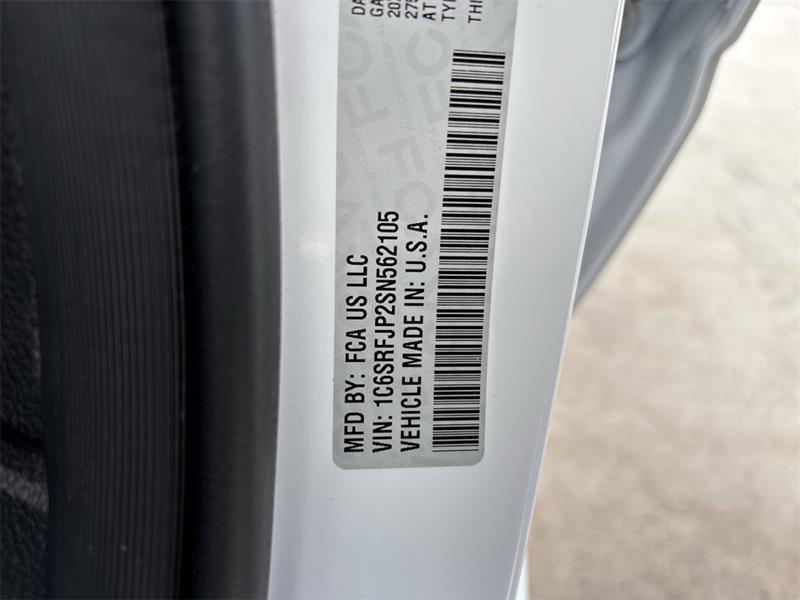 MFD BY: FCA US LLC
VIN: 1C6SRFJP2SN562105
VEHICLE MADE IN: U.S.A.